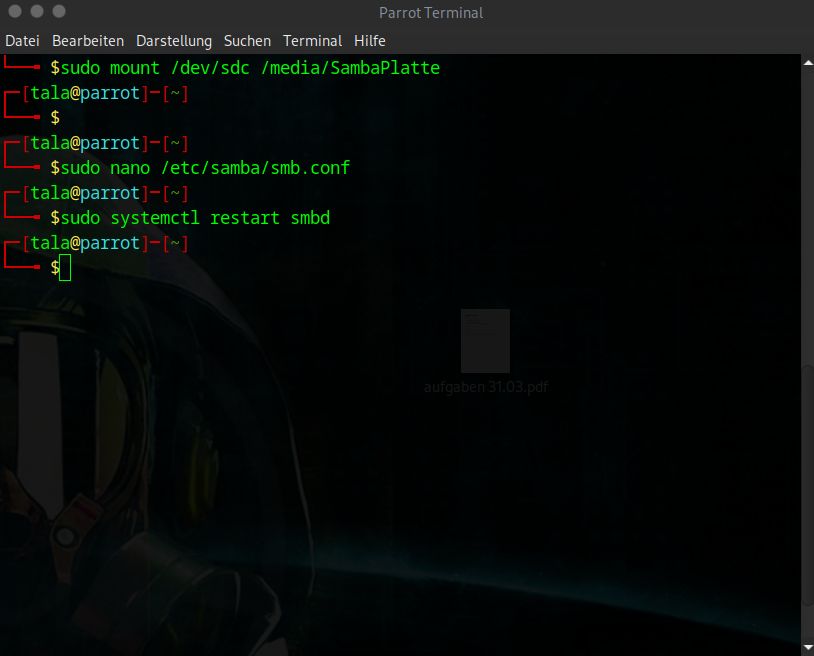 Parrot Terminal
Datei Bearbeiten Darstellung Suchen Terminal Hilfe
$sudo mount /dev/sdc /media/SambaPlatte
[tala@parrot]-[~]
$
[tala@parrot]-[~]
$sudo nano /etc/samba/smb.conf
[tala@parrot]-[~]
$sudo systemctl restart smbd
[tala@parrot]-[~]
$
aufgaben 31.03.pdf